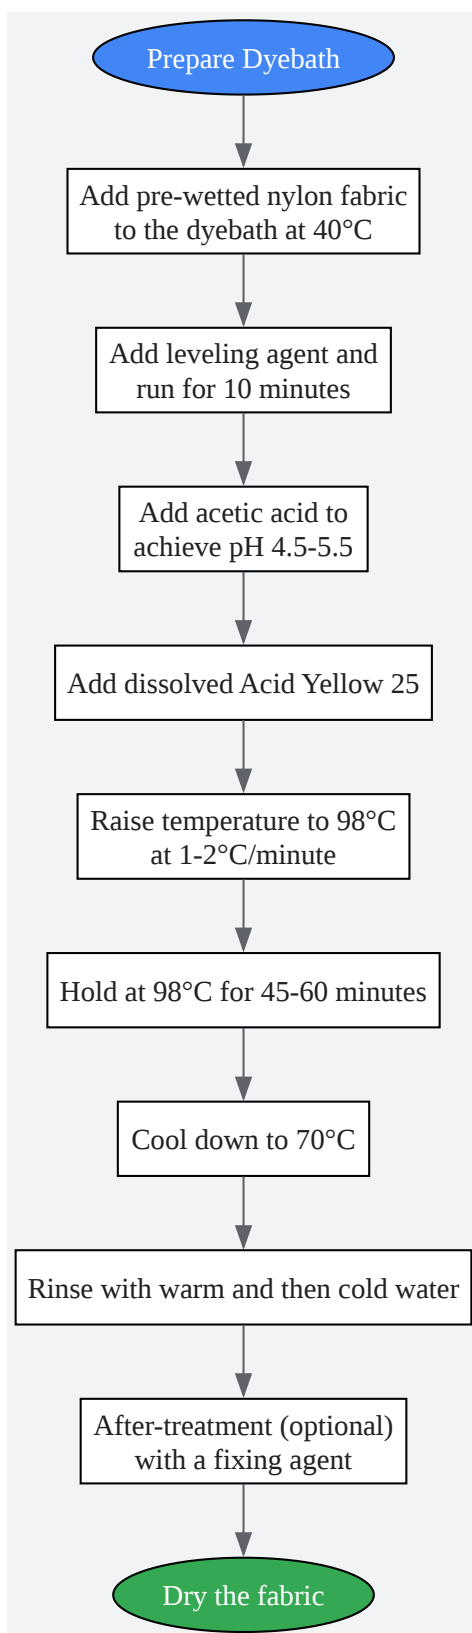 Prepare Dyebath
Add pre-wetted nylon fabric
to the dyebath at 40°C
Add leveling agent and
run for 10 minutes
Add acetic acid to
achieve pH 4.5-5.5
Add dissolved Acid Yellow 25
Raise temperature to 98°C
at 1-2°C/minute
Hold at 98°C for 45-60 minutes
Cool down to 70°C
Rinse with warm and then cold water
After-treatment (optional)
with a fixing agent
Dry the fabric